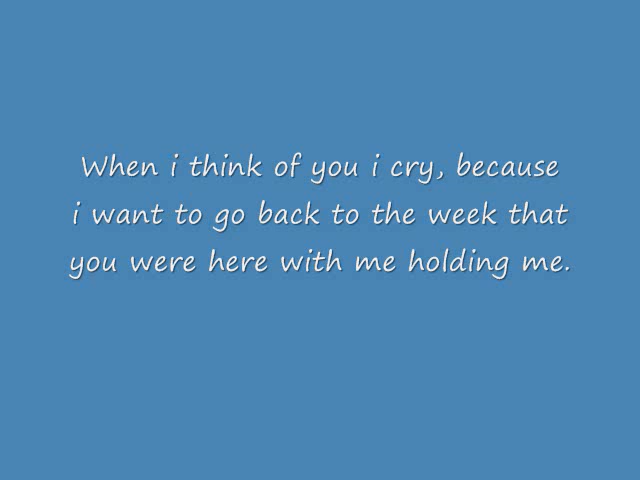 When i think of you i cry, because
i want to go back to the week that
you were here with me holding me.